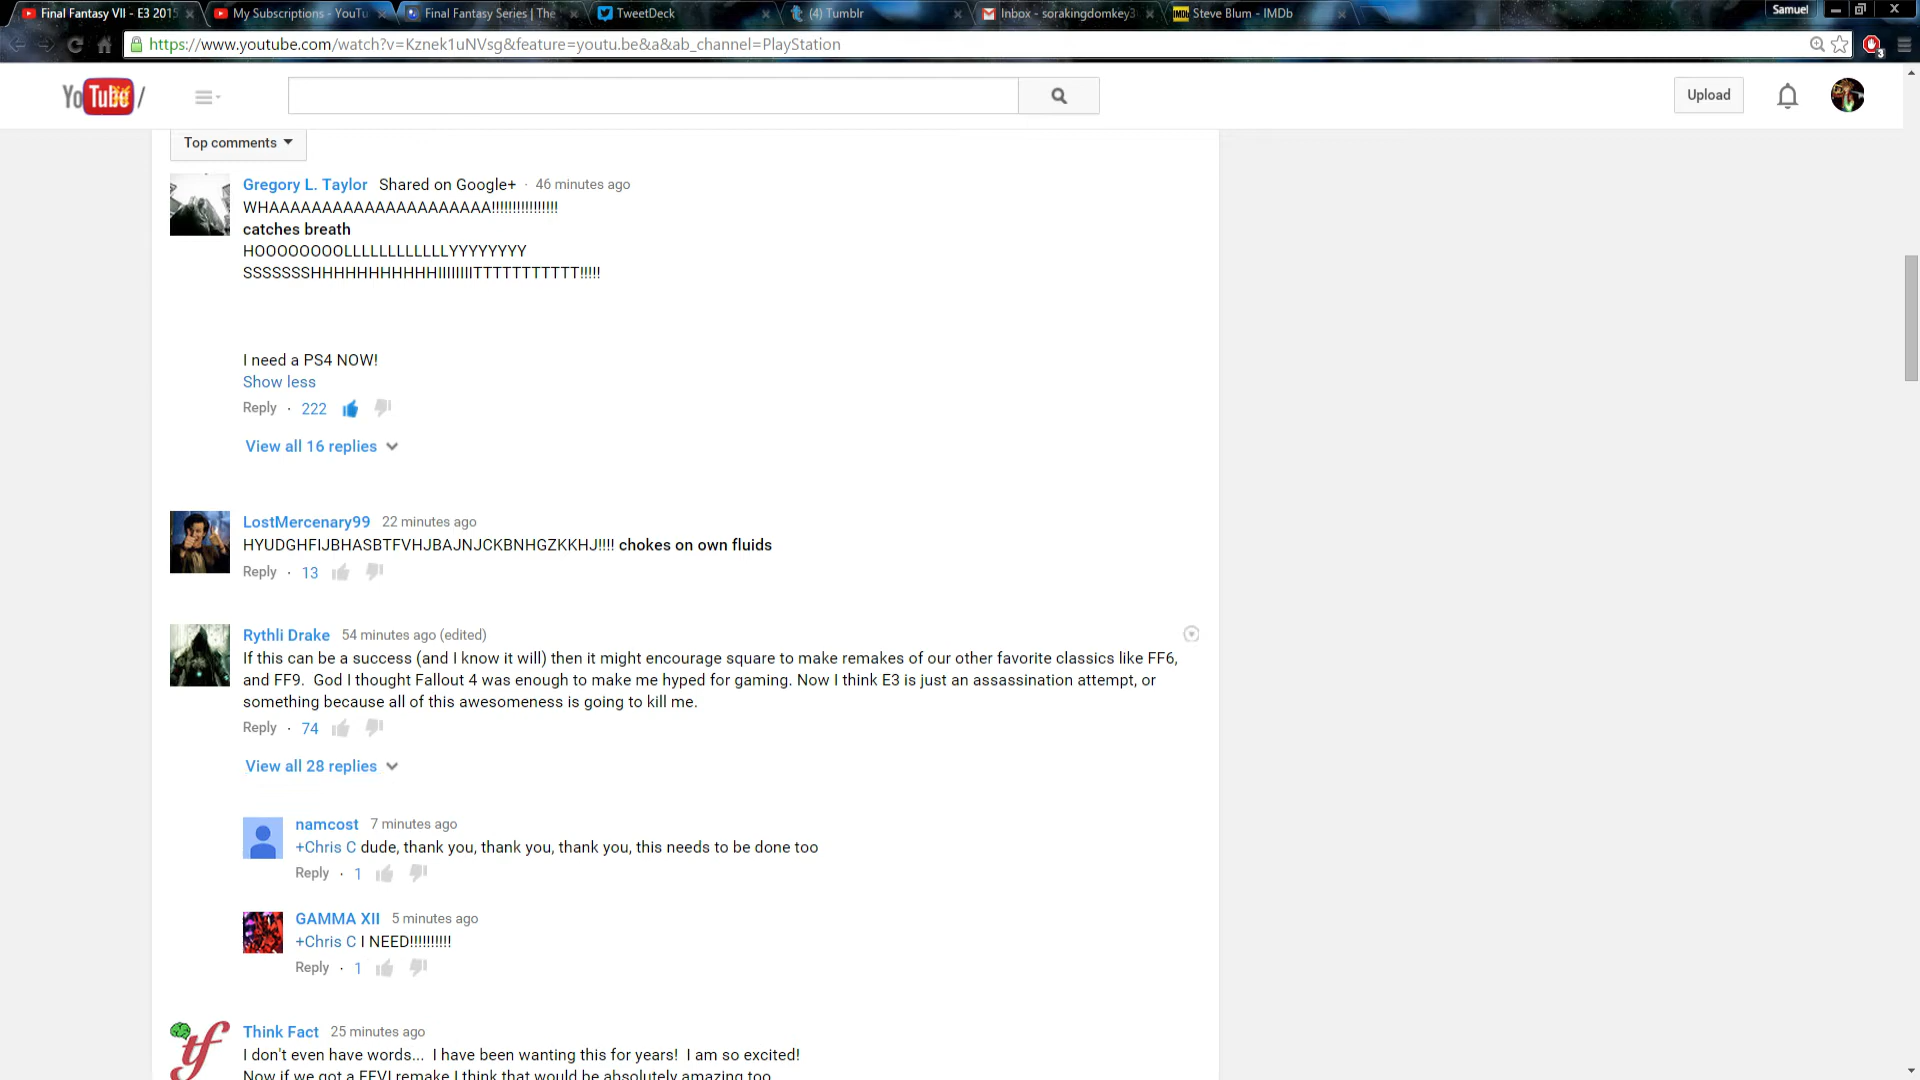 Final Fantasy VII - E3 2015
My Subscriptions - YouTu
Final Fantasy Series | The
TweetDeck
(4) Tumblr
Inbox - sorakingdomkey3
IMDb Steve Blum - IMDb
Samuel
https://www.youtube.com/watch?v=Kznek1uNVsg&feature=youtu.be&a&ab_channel=PlayStation
3
YouTube /
Upload
Top comments
Gregory L. Taylor Shared on Google+ · 46 minutes ago
WHAAAAAAAAAAAAAAAAAAAAA!!!!!!!!!!!!!!!!
catches breath
HOOOOOOOOLLLLLLLLLLLLYYYYYYYY
SSSSSSSHHHHHHHHHHHHIIIIIIIITTTTTTTTTTT!!!!!
I need a PS4 NOW!
Show less
Reply · 222
View all 16 replies
LostMercenary99 22 minutes ago
HYUDGHFIJBHASBTFVHJBAJNJCKBNHGZKKHJ!!!! chokes on own fluids
Reply · 13
Rythli Drake 54 minutes ago (edited)
If this can be a success (and I know it will) then it might encourage square to make remakes of our other favorite classics like FF6,
and FF9.  God I thought Fallout 4 was enough to make me hyped for gaming. Now I think E3 is just an assassination attempt, or
something because all of this awesomeness is going to kill me.
Reply · 74
View all 28 replies
namcost 7 minutes ago
+Chris C dude, thank you, thank you, thank you, this needs to be done too
Reply · 1
GAMMA XII 5 minutes ago
+Chris C I NEED!!!!!!!!!!
Reply · 1
tf
Think Fact 25 minutes ago
I don't even have words...  I have been wanting this for years!  I am so excited!
Now if we got a FFVI remake I think that would be absolutely amazing too